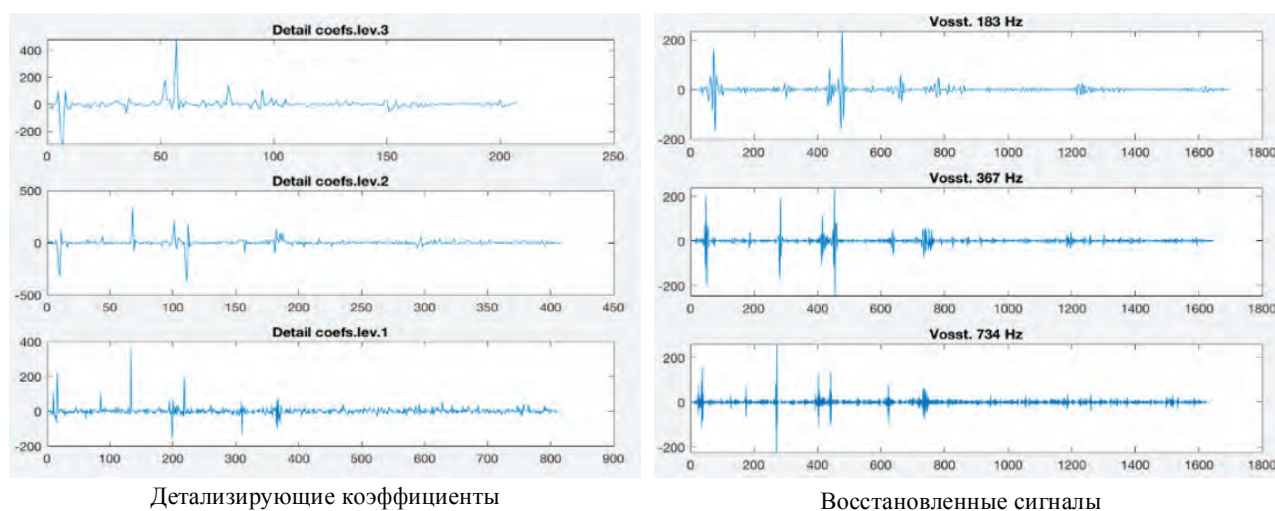 Detail coefs.lev.3
400
200
0
-200
0 50 100 150 200 250
Detail coefs.lev.2
500
0
-500
0 50 100 150 200 250 300 350 400 450
Detail coefs.lev.1
400
200
0
-200
0 100 200 300 400 500 600 700 800 900
Детализирующие коэффициенты
Vosst. 183 Hz
200
0
-200
0 200 400 600 800 1000 1200 1400 1600 1800
Vosst. 367 Hz
200
0
-200
0 200 400 600 800 1000 1200 1400 1600 1800
Vosst. 734 Hz
200
0
-200
0 200 400 600 800 1000 1200 1400 1600 1800
Восстановленные сигналы